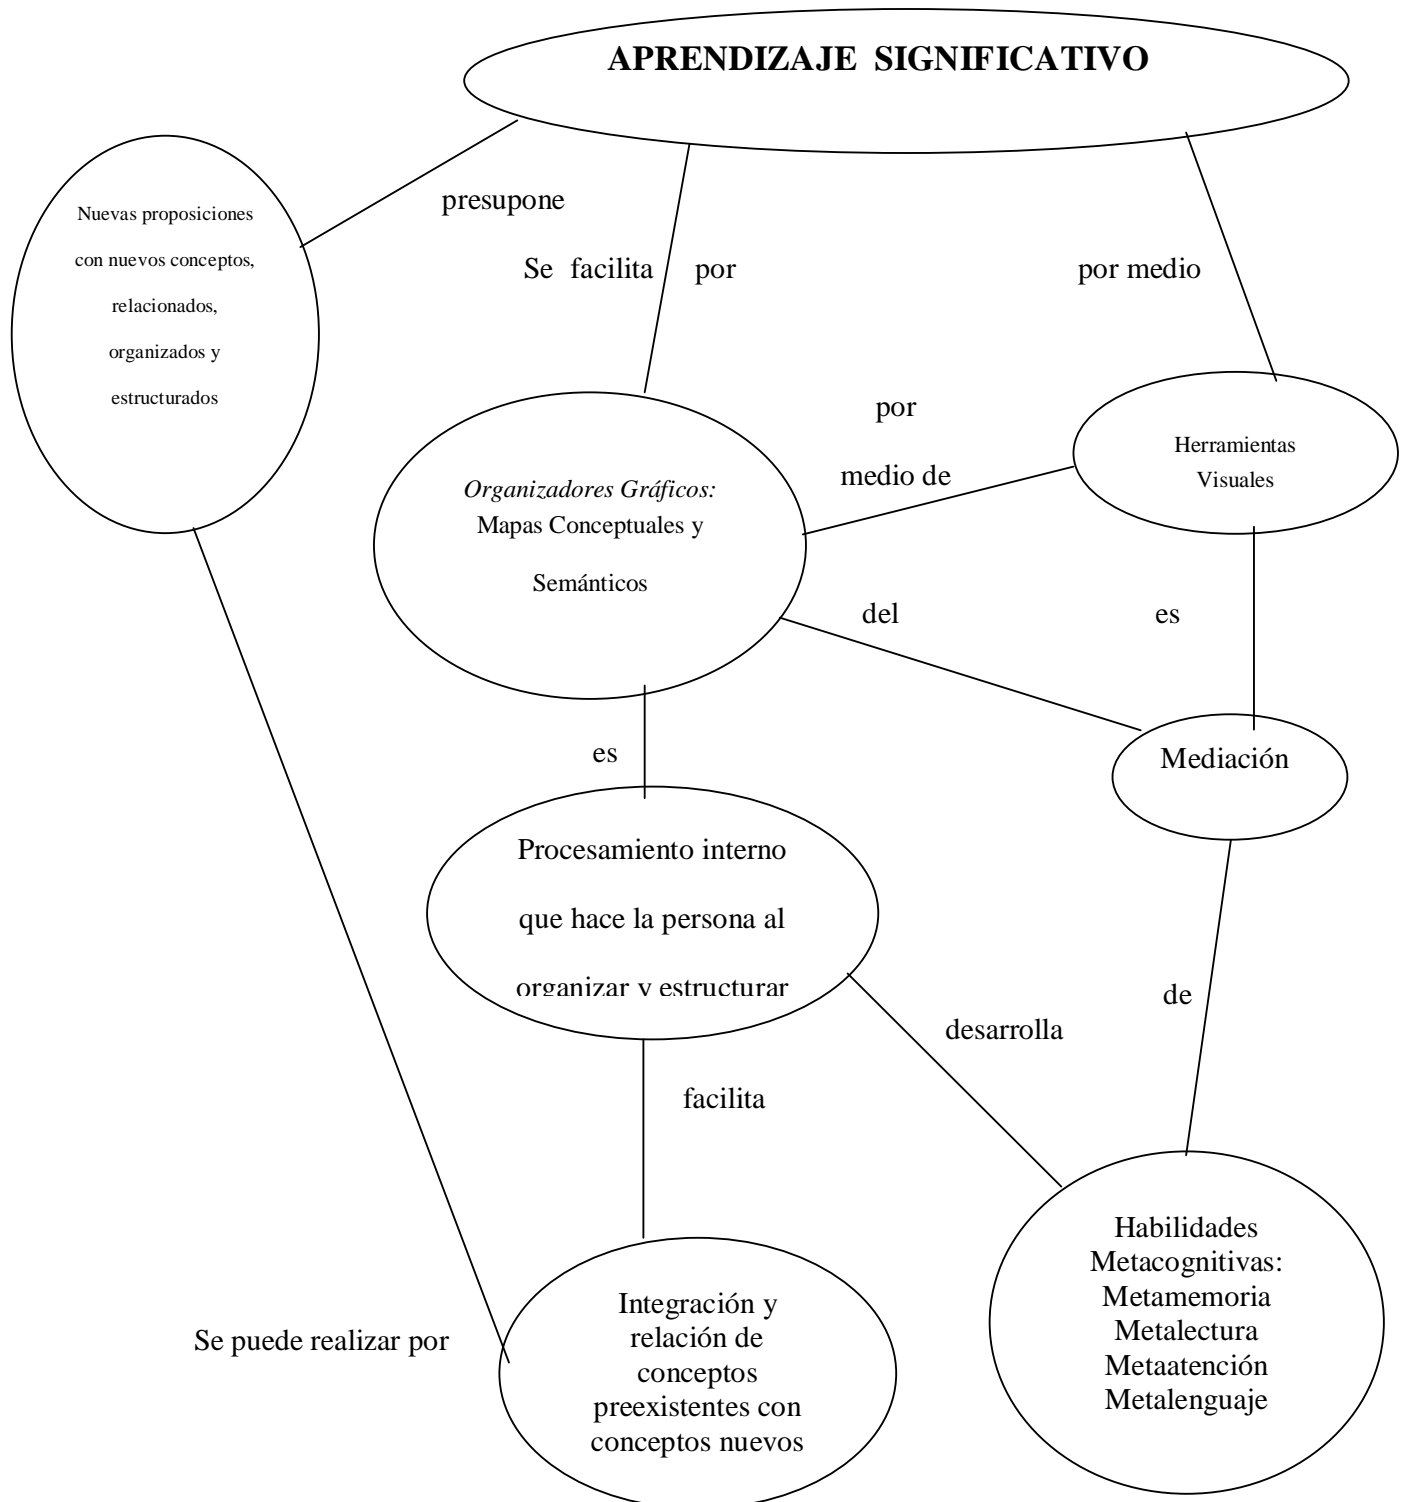 APRENDIZAJE SIGNIFICATIVO
presupone
Nuevas proposiciones
con nuevos conceptos,
relacionados,
organizados y
estructurados
Se facilita por
por medio
por
medio de
Herramientas
Visuales
Organizadores Gráficos:
Mapas Conceptuales y
Semánticos
del
es
es
Mediación
Procesamiento interno
que hace la persona al
organizar y estructurar
de
desarrolla
facilita
Habilidades
Metacognitivas:
Metamemoria
Metalectura
Metaatención
Metalenguaje
Se puede realizar por
Integración y
relación de
conceptos
preexistentes con
conceptos nuevos